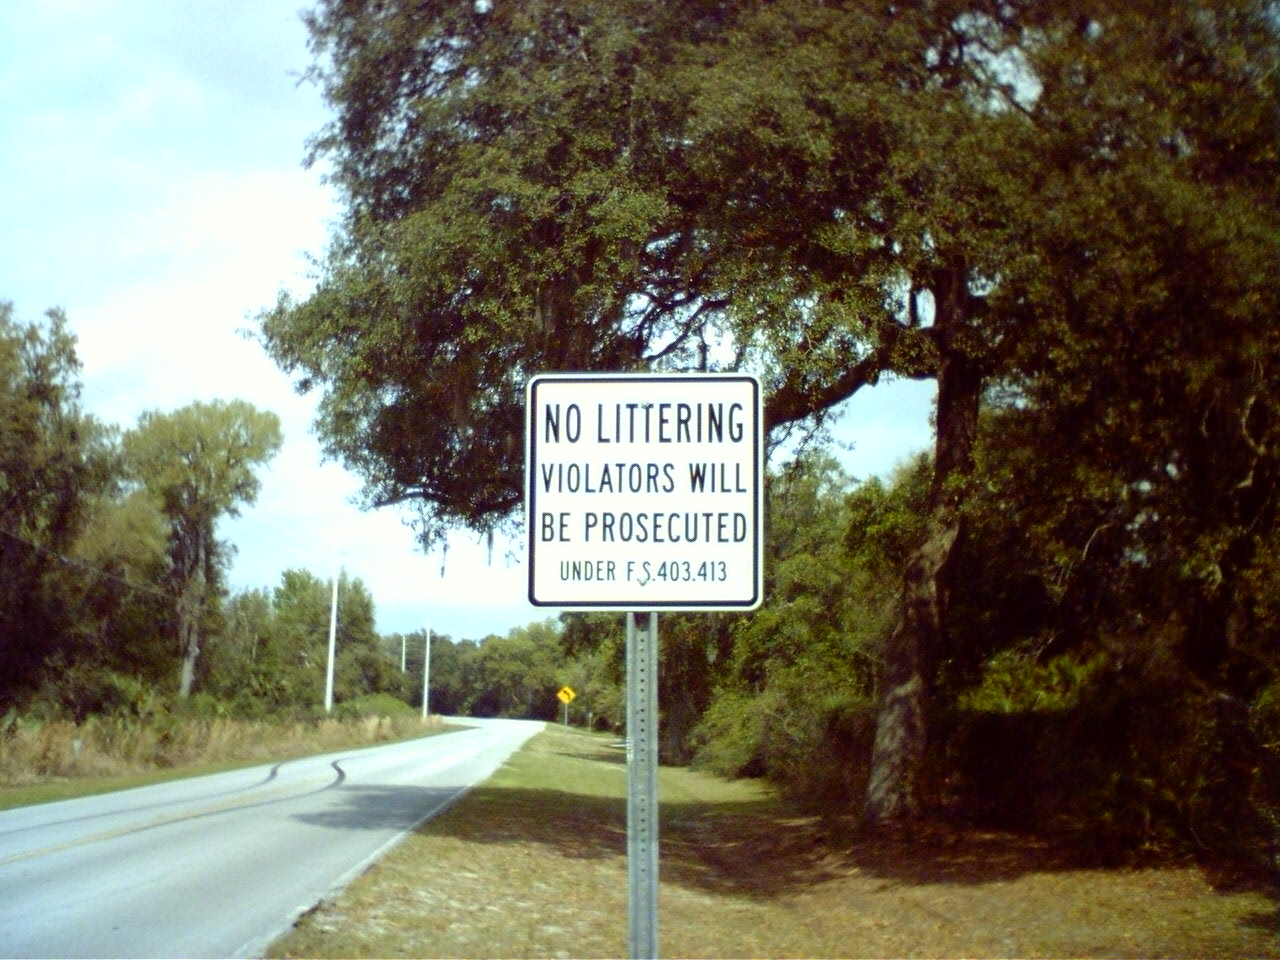 NO LITTERING
VIOLATORS WILL
BE PROSECUTED
UNDER F.S.403.413